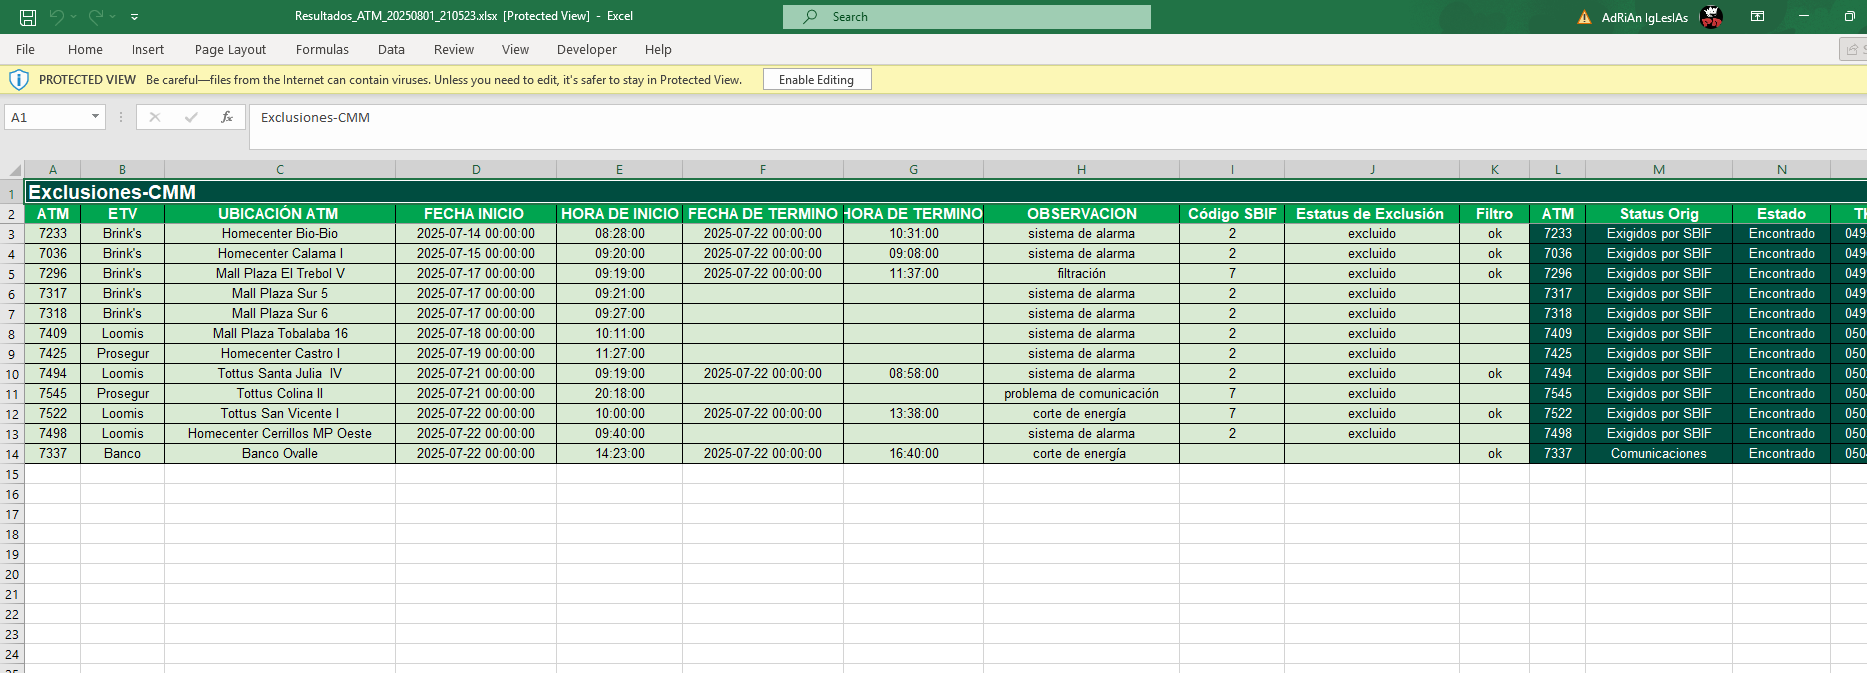 Resultados_ATM_20250801_210523.xlsx [Protected View] - Excel
Search
AdRiAn IgLesIAs
File Home Insert Page Layout Formulas Data Review View Developer Help
PROTECTED VIEW Be careful—files from the Internet can contain viruses. Unless you need to edit, it's safer to stay in Protected View. Enable Editing
A1 fx Exclusiones-CMM
A B C D E F G H I J K L M N
1 Exclusiones-CMM
2 ATM ETV UBICACIÓN ATM FECHA INICIO HORA DE INICIO FECHA DE TERMINO HORA DE TERMINO OBSERVACION Código SBIF Estatus de Exclusión Filtro ATM Status Orig Estado
3 7233 Brink's Homecenter Bio-Bio 2025-07-14 00:00:00 08:28:00 2025-07-22 00:00:00 10:31:00 sistema de alarma 2 excluido ok 7233 Exigidos por SBIF Encontrado 049
4 7036 Brink's Homecenter Calama I 2025-07-15 00:00:00 09:20:00 2025-07-22 00:00:00 09:08:00 sistema de alarma 2 excluido ok 7036 Exigidos por SBIF Encontrado 049
5 7296 Brink's Mall Plaza El Trebol V 2025-07-17 00:00:00 09:19:00 2025-07-22 00:00:00 11:37:00 filtración 7 excluido ok 7296 Exigidos por SBIF Encontrado 049
6 7317 Brink's Mall Plaza Sur 5 2025-07-17 00:00:00 09:21:00 sistema de alarma 2 excluido 7317 Exigidos por SBIF Encontrado 049
7 7318 Brink's Mall Plaza Sur 6 2025-07-17 00:00:00 09:27:00 sistema de alarma 2 excluido 7318 Exigidos por SBIF Encontrado 049
8 7409 Loomis Mall Plaza Tobalaba 16 2025-07-18 00:00:00 10:11:00 sistema de alarma 2 excluido 7409 Exigidos por SBIF Encontrado 050
9 7425 Prosegur Homecenter Castro I 2025-07-19 00:00:00 11:27:00 sistema de alarma 2 excluido 7425 Exigidos por SBIF Encontrado 050
10 7494 Loomis Tottus Santa Julia IV 2025-07-21 00:00:00 09:19:00 2025-07-22 00:00:00 08:58:00 sistema de alarma 2 excluido ok 7494 Exigidos por SBIF Encontrado 050
11 7545 Prosegur Tottus Colina II 2025-07-21 00:00:00 20:18:00 problema de comunicación 7 excluido 7545 Exigidos por SBIF Encontrado 050
12 7522 Loomis Tottus San Vicente I 2025-07-22 00:00:00 10:00:00 2025-07-22 00:00:00 13:38:00 corte de energía 7 excluido ok 7522 Exigidos por SBIF Encontrado 050
13 7498 Loomis Homecenter Cerrillos MP Oeste 2025-07-22 00:00:00 09:40:00 sistema de alarma 2 excluido 7498 Exigidos por SBIF Encontrado 050
14 7337 Banco Banco Ovalle 2025-07-22 00:00:00 14:23:00 2025-07-22 00:00:00 16:40:00 corte de energía ok 7337 Comunicaciones Encontrado 050
15
16
17
18
19
20
21
22
23
24